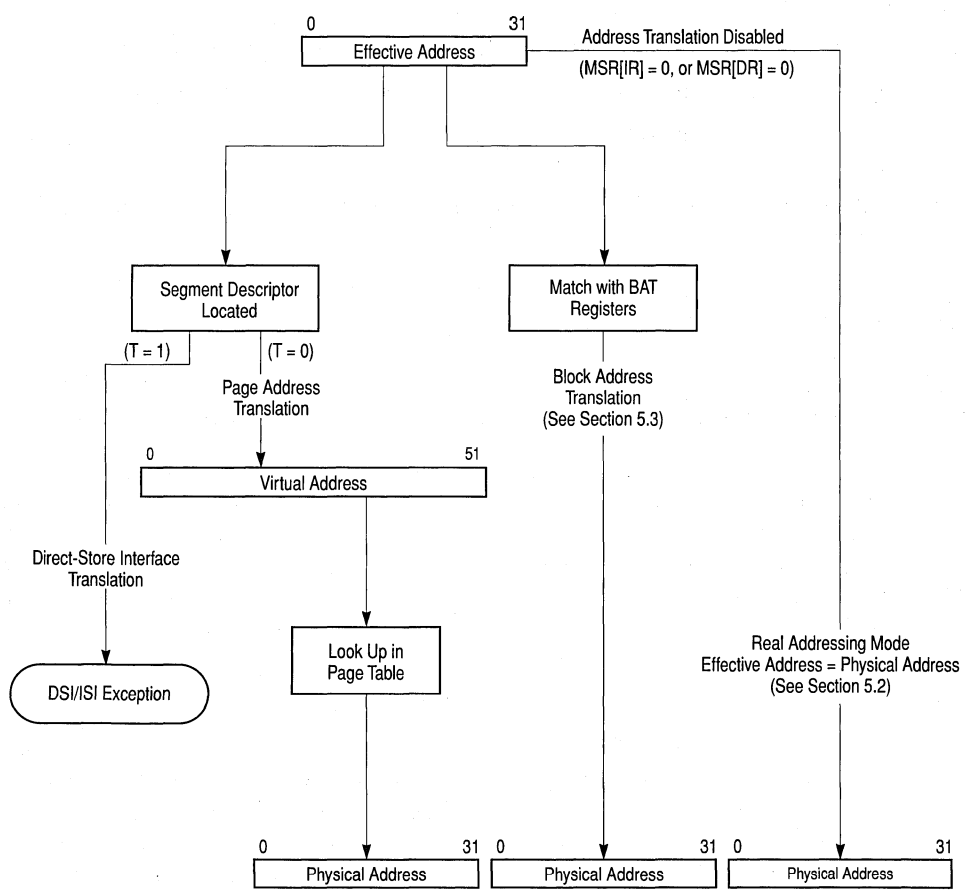 0 31
Effective Address
Address Translation Disabled
(MSR[IR] = 0, or MSR[DR] = 0)
Segment Descriptor
Located
Match with BAT
Registers
(T = 1)
(T = 0)
Page Address
Translation
Block Address
Translation
(See Section 5.3)
0 51
Virtual Address
Direct-Store Interface
Translation
DSI/ISI Exception
Look Up in
Page Table
Real Addressing Mode
Effective Address = Physical Address
(See Section 5.2)
0 31
Physical Address
0 31
Physical Address
0 31
Physical Address